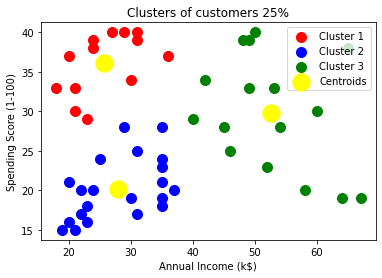 Clusters of customers 25%
Cluster 1
Cluster 2
Cluster 3
Centroids
Spending Score (1-100)
40
35
30
25
20
15
20
30
40
50
60
Annual Income (k$)